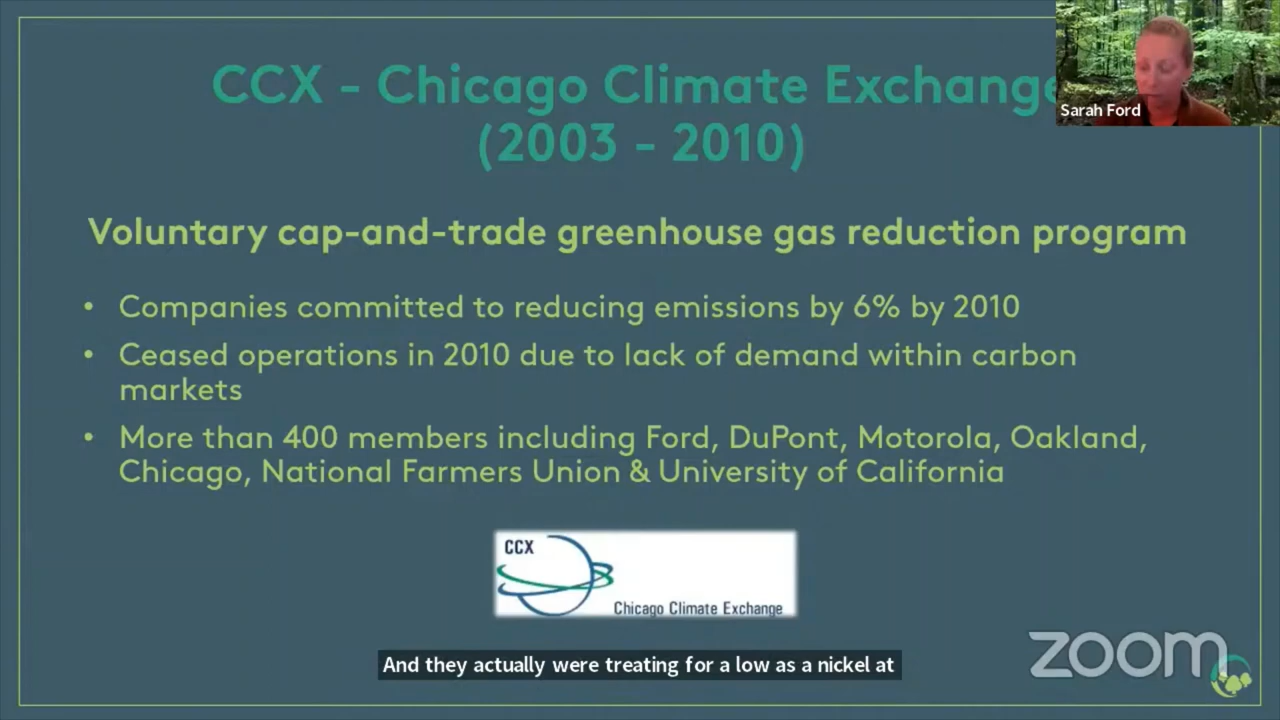 CCX - Chicago Climate Exchange
(2003 - 2010)
Sarah Ford
Voluntary cap-and-trade greenhouse gas reduction program
• Companies committed to reducing emissions by 6% by 2010
• Ceased operations in 2010 due to lack of demand within carbon
markets
• More than 400 members including Ford, DuPont, Motorola, Oakland,
Chicago, National Farmers Union & University of California
CCX
Chicago Climate Exchange
And they actually were treating for a low as a nickel at
zoom